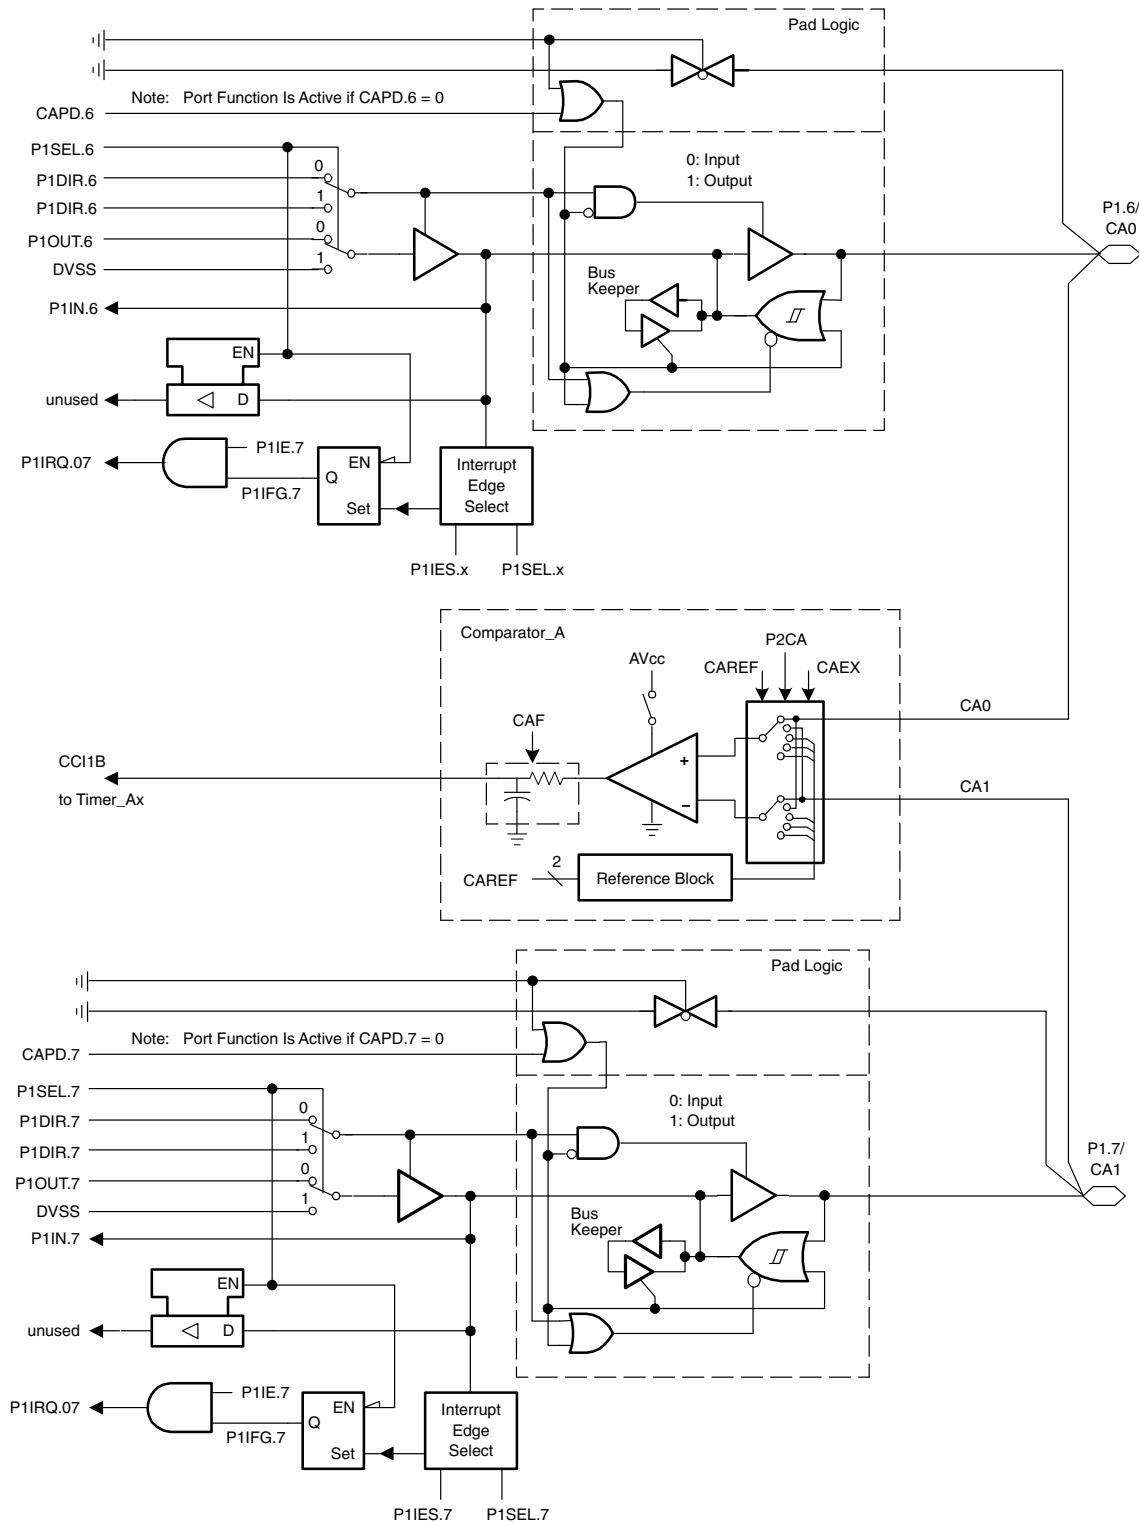 Pad Logic
Note: Port Function Is Active if CAPD.6 = 0
CAPD.6
P1SEL.6
0
P1DIR.6
1
P1DIR.6
0
P1OUT.6
1
DVSS
P1IN.6
0: Input
1: Output
Bus
Keeper
P1.6/
CA0
EN
unused
D
P1IRQ.07
P1IE.7
P1IFG.7
EN
Q
Set
Interrupt
Edge
Select
P1IES.x
P1SEL.x
Comparator_A
P2CA
AVcc
CAREF
CAEX
CA0
CAF
+
−
CCI1B
to Timer_Ax
CA1
2
CAREF
Reference Block
Pad Logic
Note: Port Function Is Active if CAPD.7 = 0
CAPD.7
P1SEL.7
0
P1DIR.7
1
P1DIR.7
0
P1OUT.7
1
DVSS
P1IN.7
0: Input
1: Output
Bus
Keeper
P1.7/
CA1
EN
unused
D
P1IRQ.07
P1IE.7
P1IFG.7
EN
Q
Set
Interrupt
Edge
Select
P1IES.7
P1SEL.7